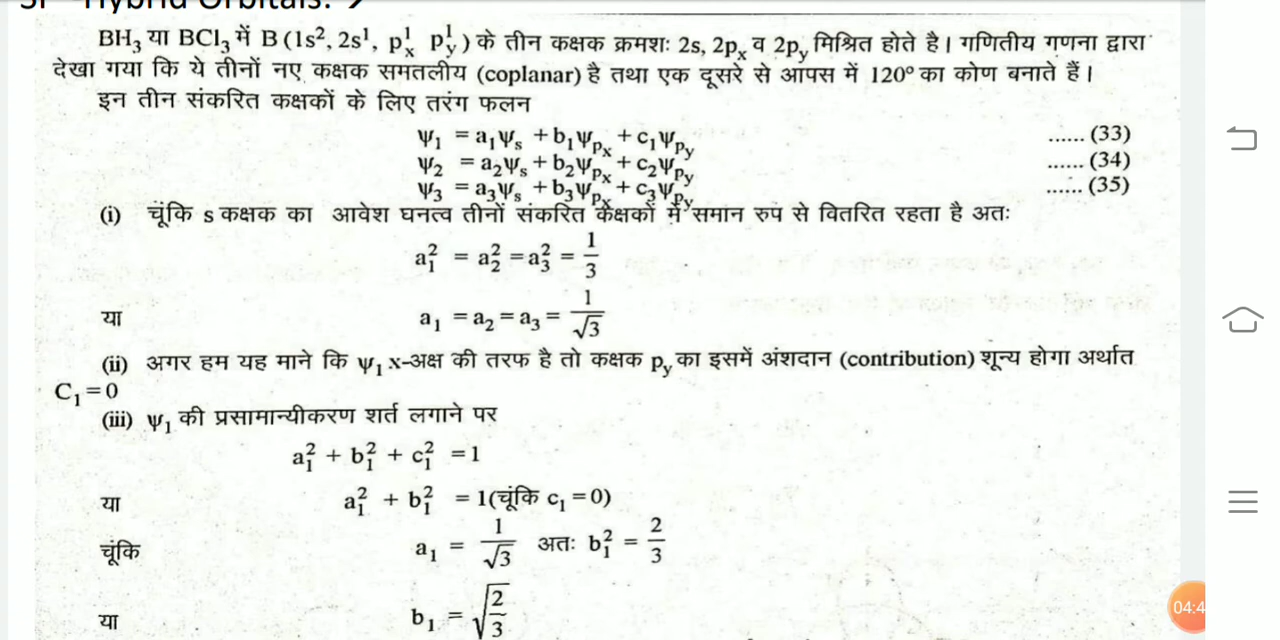 Hybrid Orbitals:
BH₃ या BCl₃ में B (1s², 2s¹, p¹ₓ p¹ᵧ) के तीन कक्षक क्रमशः 2s, 2pₓ व 2pᵧ मिश्रित होते है। गणितीय गणना द्वारा
देखा गया कि ये तीनों नए कक्षक समतलीय (coplanar) है तथा एक दूसरे से आपस में 120° का कोण बनाते हैं।
इन तीन संकरित कक्षकों के लिए तरंग फलन
ψ₁ = a₁ψₛ + b₁ψpₓ + c₁ψpᵧ ...... (33)
ψ₂ = a₂ψₛ + b₂ψpₓ + c₂ψpᵧ ...... (34)
ψ₃ = a₃ψₛ + b₃ψpₓ + c₃ψpᵧ ...... (35)
(i) चूंकि s कक्षक का आवेश घनत्व तीनों संकरित कक्षकों में समान रुप से वितरित रहता है अतः
a₁² = a₂² = a₃² = 1/3
या a₁ = a₂ = a₃ = 1/√3
(ii) अगर हम यह माने कि ψ₁ x-अक्ष की तरफ है तो कक्षक pᵧ का इसमें अंशदान (contribution) शून्य होगा अर्थात
C₁ = 0
(iii) ψ₁ की प्रसामान्यीकरण शर्त लगाने पर
a₁² + b₁² + c₁² = 1
या a₁² + b₁² = 1 (चूंकि c₁ = 0)
चूंकि a₁ = 1/√3 अतः b₁² = 2/3
या b₁ = √(2/3)
04:4